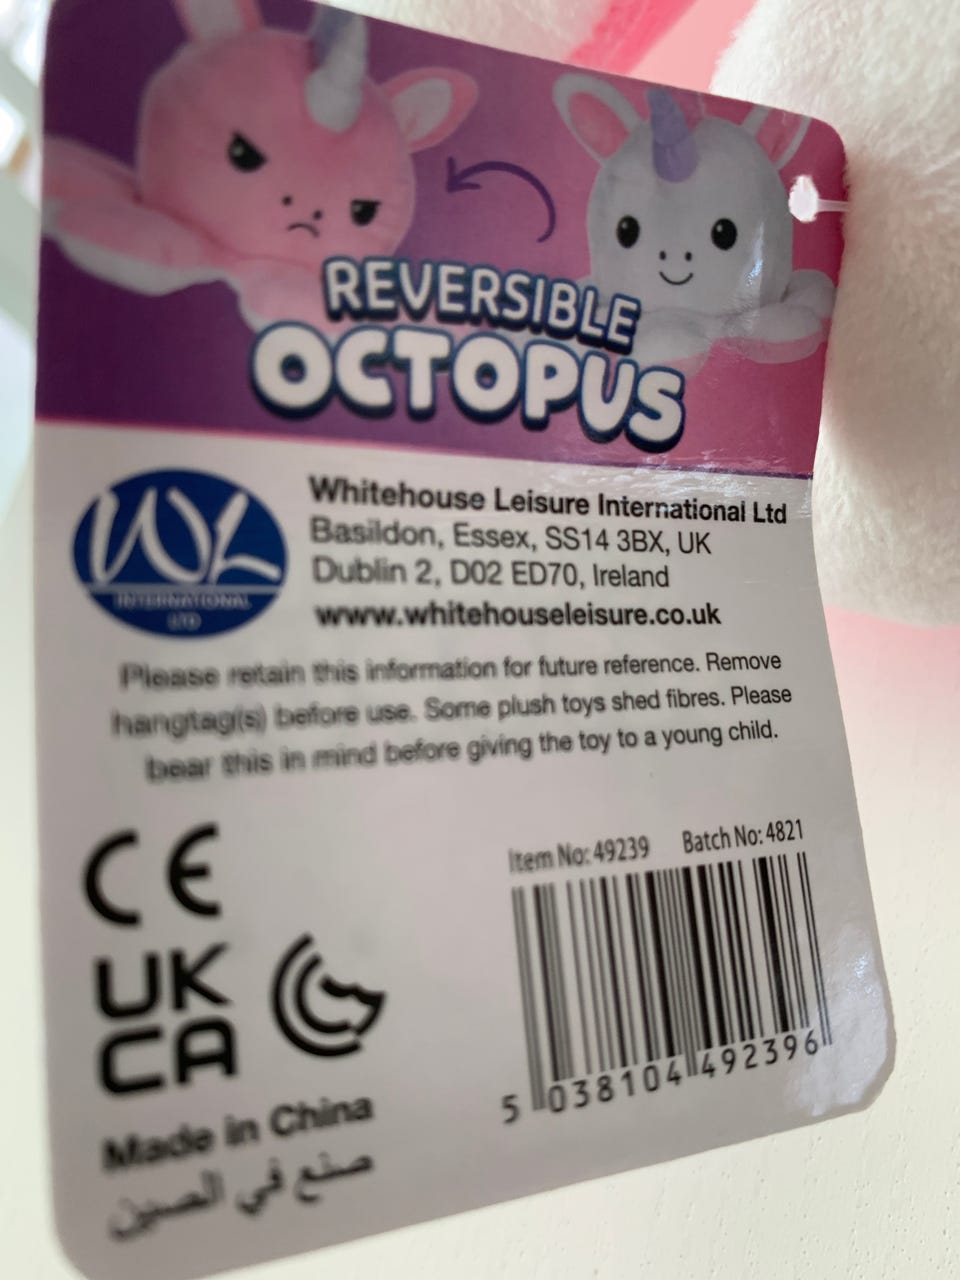 REVERSIBLE
OCTOPUS
WL
INTERNATIONAL
LTD
Whitehouse Leisure International Ltd
Basildon, Essex, SS14 3BX, UK
Dublin 2, D02 ED70, Ireland
www.whitehouseleisure.co.uk
Please retain this information for future reference. Remove
hangtag(s) before use. Some plush toys shed fibres. Please
bear this in mind before giving the toy to a young child.
CE
UK
CA
Item No: 49239 Batch No: 4821
5 038104 492396
Made in China
صنع في الصين